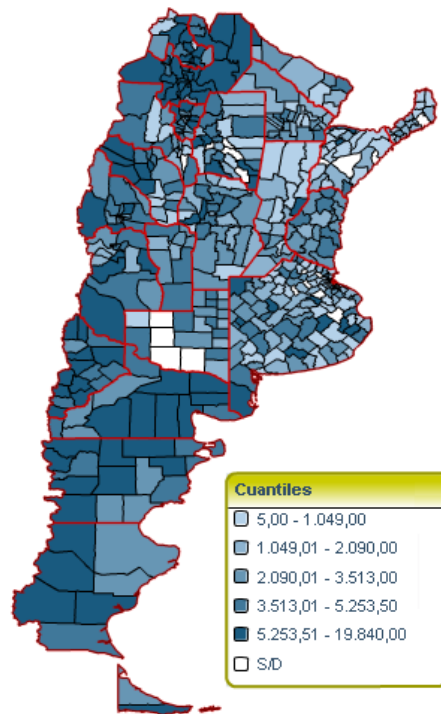 Cuantiles
5,00 - 1.049,00
1.049,01 - 2.090,00
2.090,01 - 3.513,00
3.513,01 - 5.253,50
5.253,51 - 19.840,00
S/D